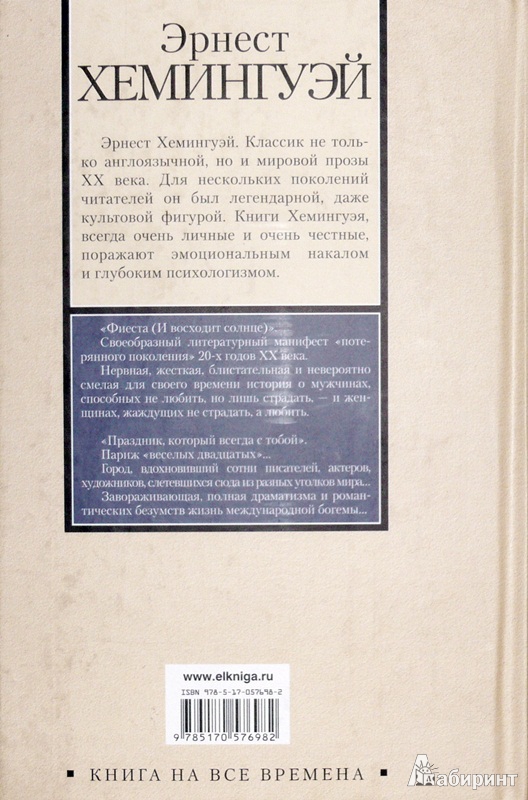 Эрнест
ХЕМИНГУЭЙ
Эрнест Хемингуэй. Классик не толь-
ко англоязычной, но и мировой прозы
XX века. Для нескольких поколений
читателей он был легендарной, даже
культовой фигурой. Книги Хемингуэя,
всегда очень личные и очень честные,
поражают эмоциональным накалом
и глубоким психологизмом.
«Фиеста (И восходит солнце)»...
Своеобразный литературный манифест «поте-
рянного поколения» 20-х годов XX века.
Нервная, жесткая, блистательная и невероятно
смелая для своего времени история о мужчинах,
способных не любить, но лишь страдать, — и жен-
щинах, жаждущих не страдать, а любить.
«Праздник, который всегда с тобой».
Париж «веселых двадцатых»...
Город, вдохновивший сотни писателей, актеров,
художников, слетевшихся сюда из разных уголков мира...
Завораживающая, полная драматизма и роман-
тических безумств жизнь международной богемы...
www.elkniga.ru
ISBN 978-5-17-057698-2
9 785170 576982
▪ КНИГА НА ВСЕ ВРЕМЕНА ▪
Лабиринт